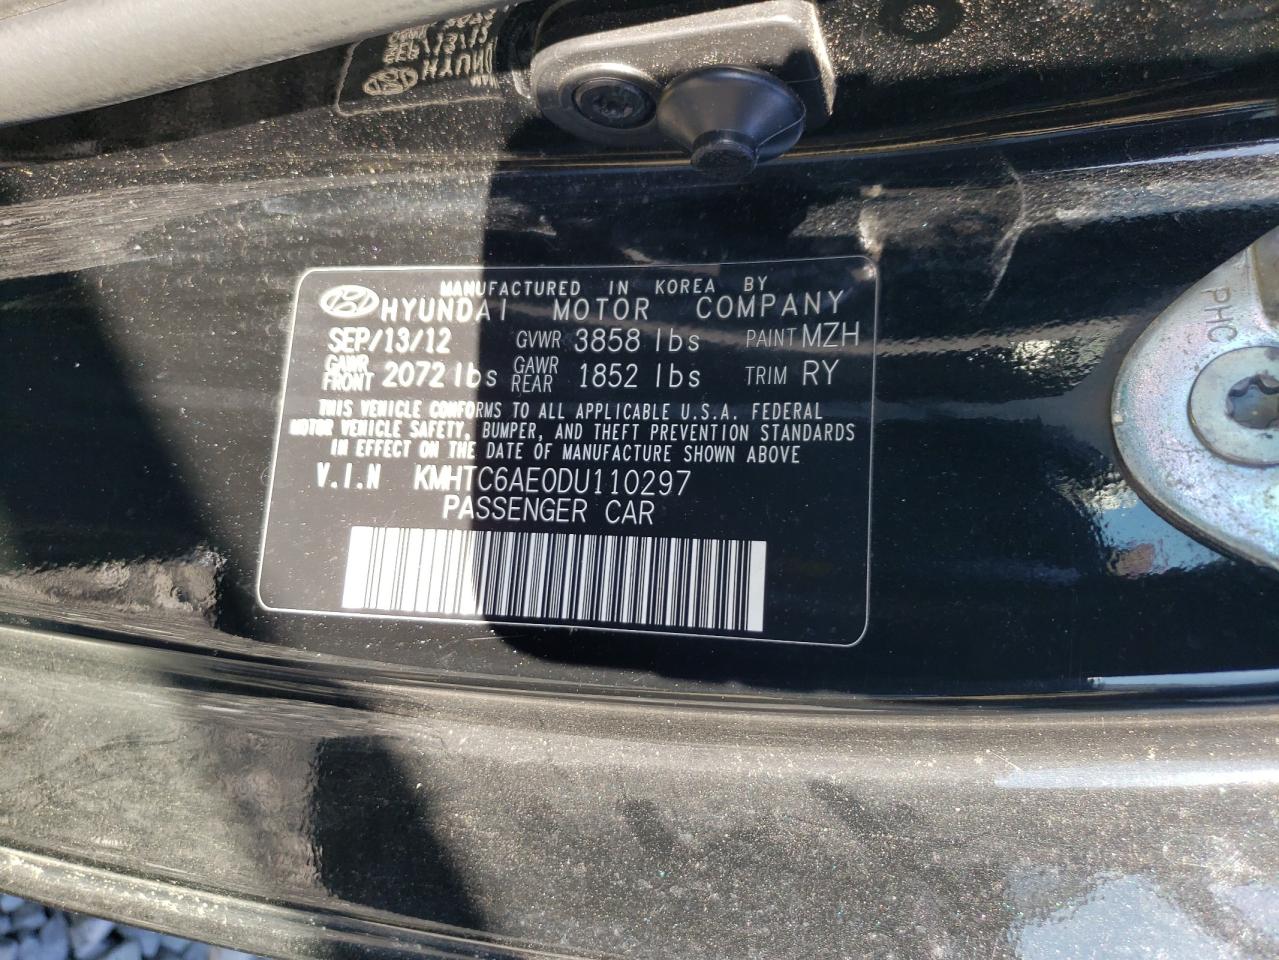 MANUFACTURED IN KOREA BY
HYUNDAI MOTOR COMPANY
SEP/13/12 GVWR 3858 lbs PAINT MZH
GAWR FRONT 2072 lbs GAWR REAR 1852 lbs TRIM RY
THIS VEHICLE CONFORMS TO ALL APPLICABLE U.S.A. FEDERAL
MOTOR VEHICLE SAFETY, BUMPER, AND THEFT PREVENTION STANDARDS
IN EFFECT ON THE DATE OF MANUFACTURE SHOWN ABOVE
V.I.N KMHTC6AE0DU110297
PASSENGER CAR
PHC